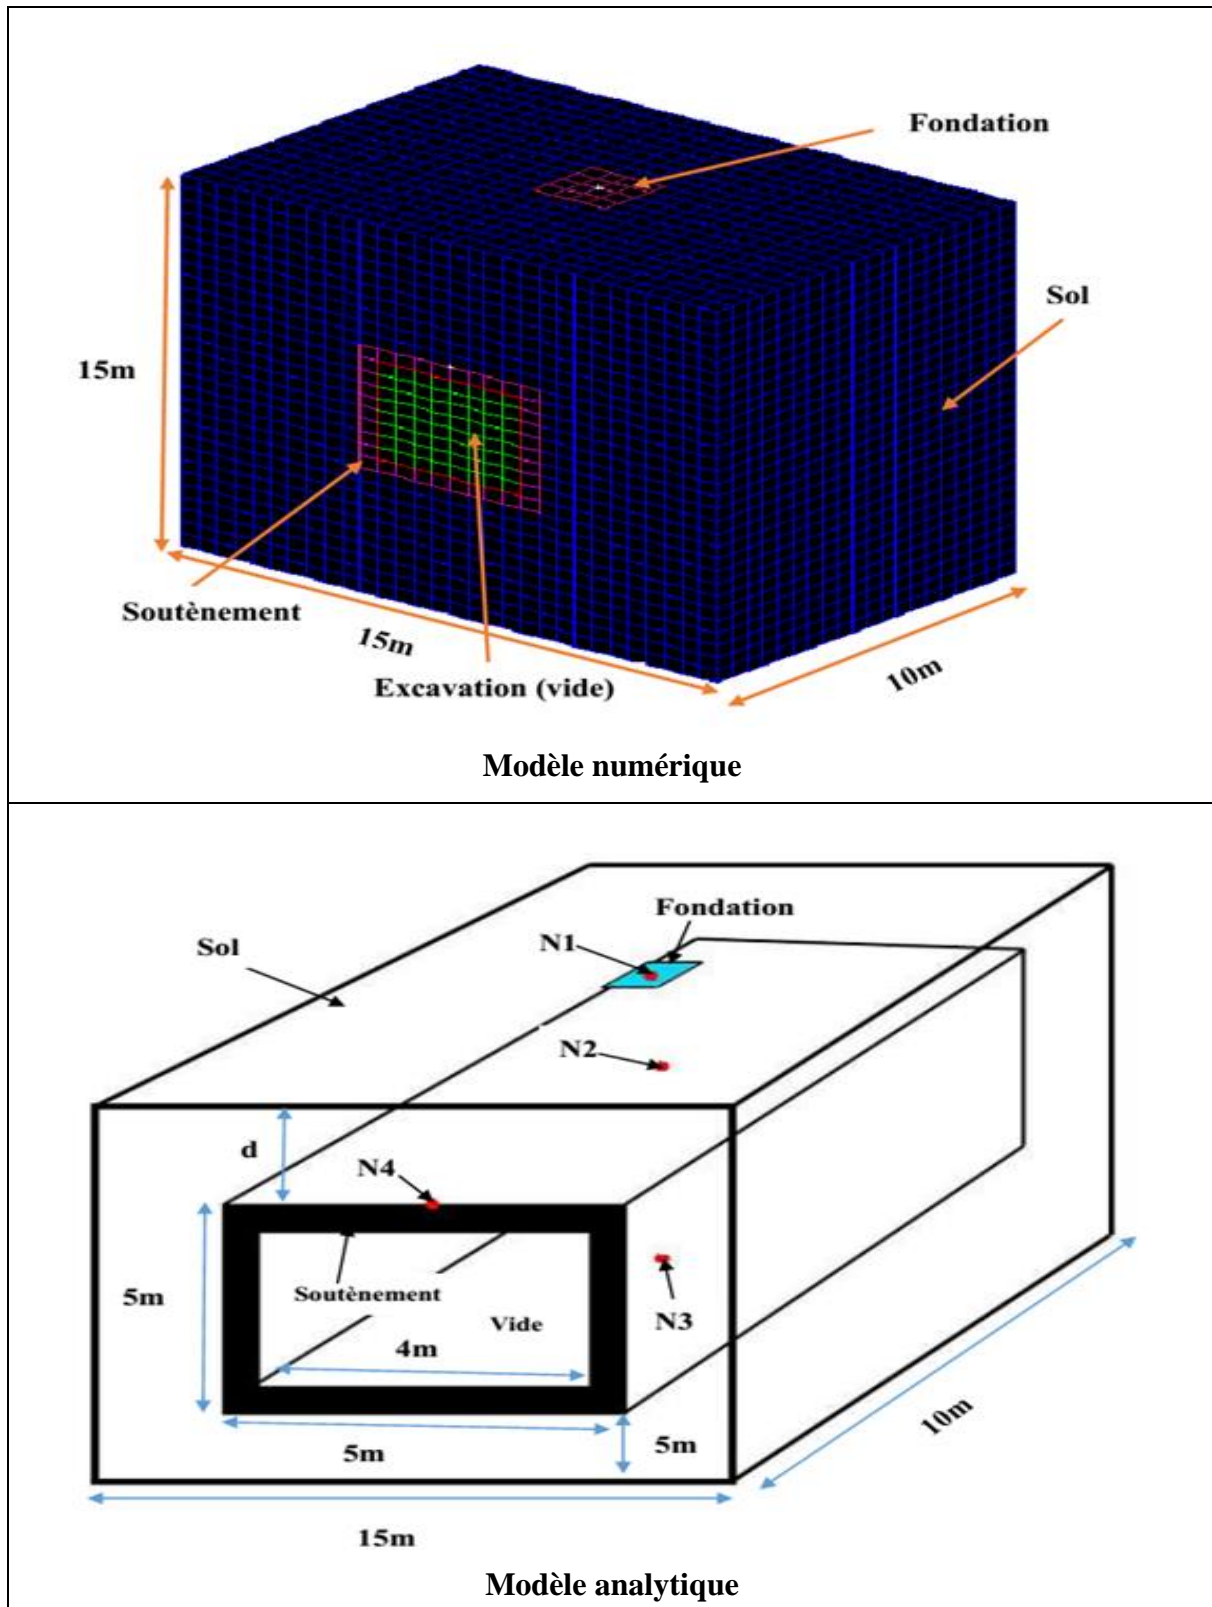 Fondation
Sol
15m
Soutènement
15m
10m
Excavation (vide)
Modèle numérique
Fondation
N1
Sol
N2
d
N4
5m
Soutènement
Vide
N3
4m
10m
5m
5m
15m
Modèle analytique